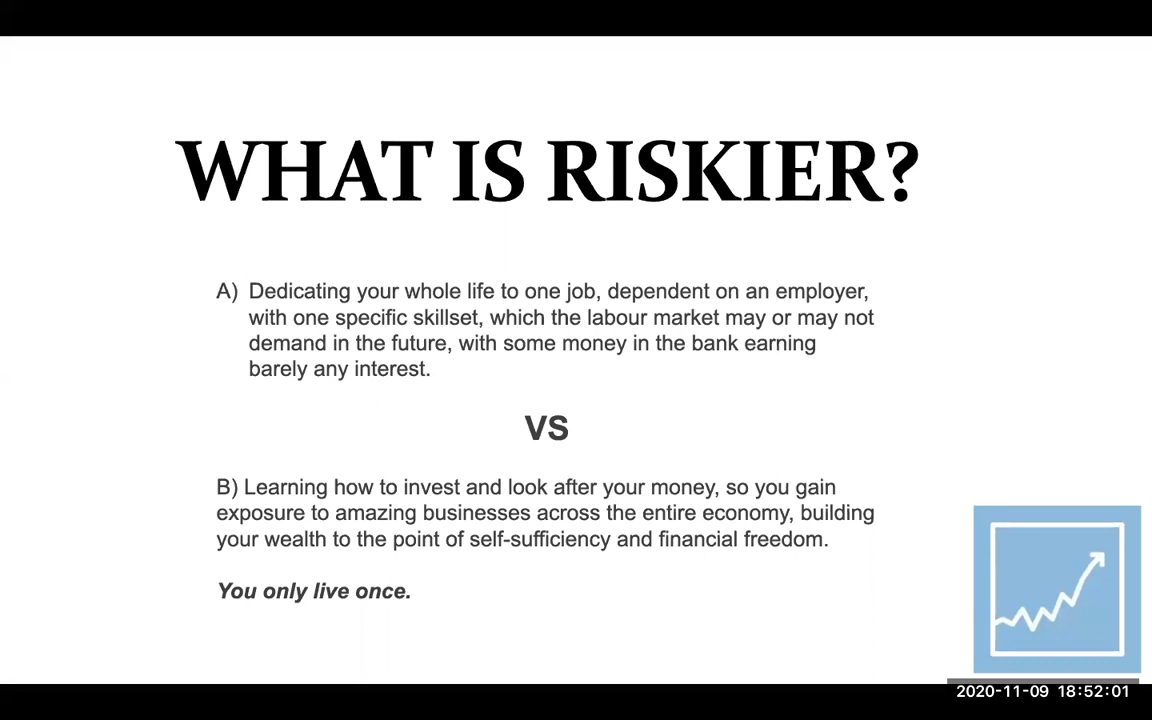 WHAT IS RISKIER?
A) Dedicating your whole life to one job, dependent on an employer,
with one specific skillset, which the labour market may or may not
demand in the future, with some money in the bank earning
barely any interest.
VS
B) Learning how to invest and look after your money, so you gain
exposure to amazing businesses across the entire economy, building
your wealth to the point of self-sufficiency and financial freedom.
You only live once.
2020-11-09 18:52:01